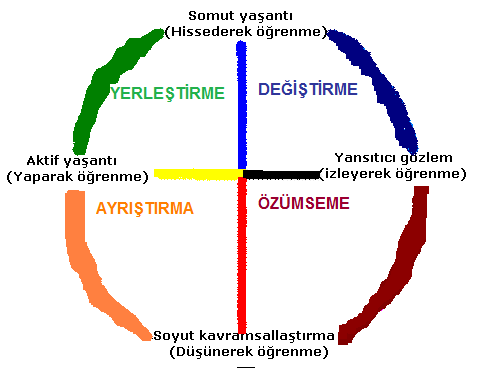 Somut yaşantı
(Hissederek öğrenme)
YERLEŞTİRME
DEĞİŞTİRME
Aktif yaşantı
(Yaparak öğrenme)
Yansıtıcı gözlem
(izleyerek öğrenme)
AYRIŞTIRMA
ÖZÜMSEME
Soyut kavramsallaştırma
(Düşünerek öğrenme)